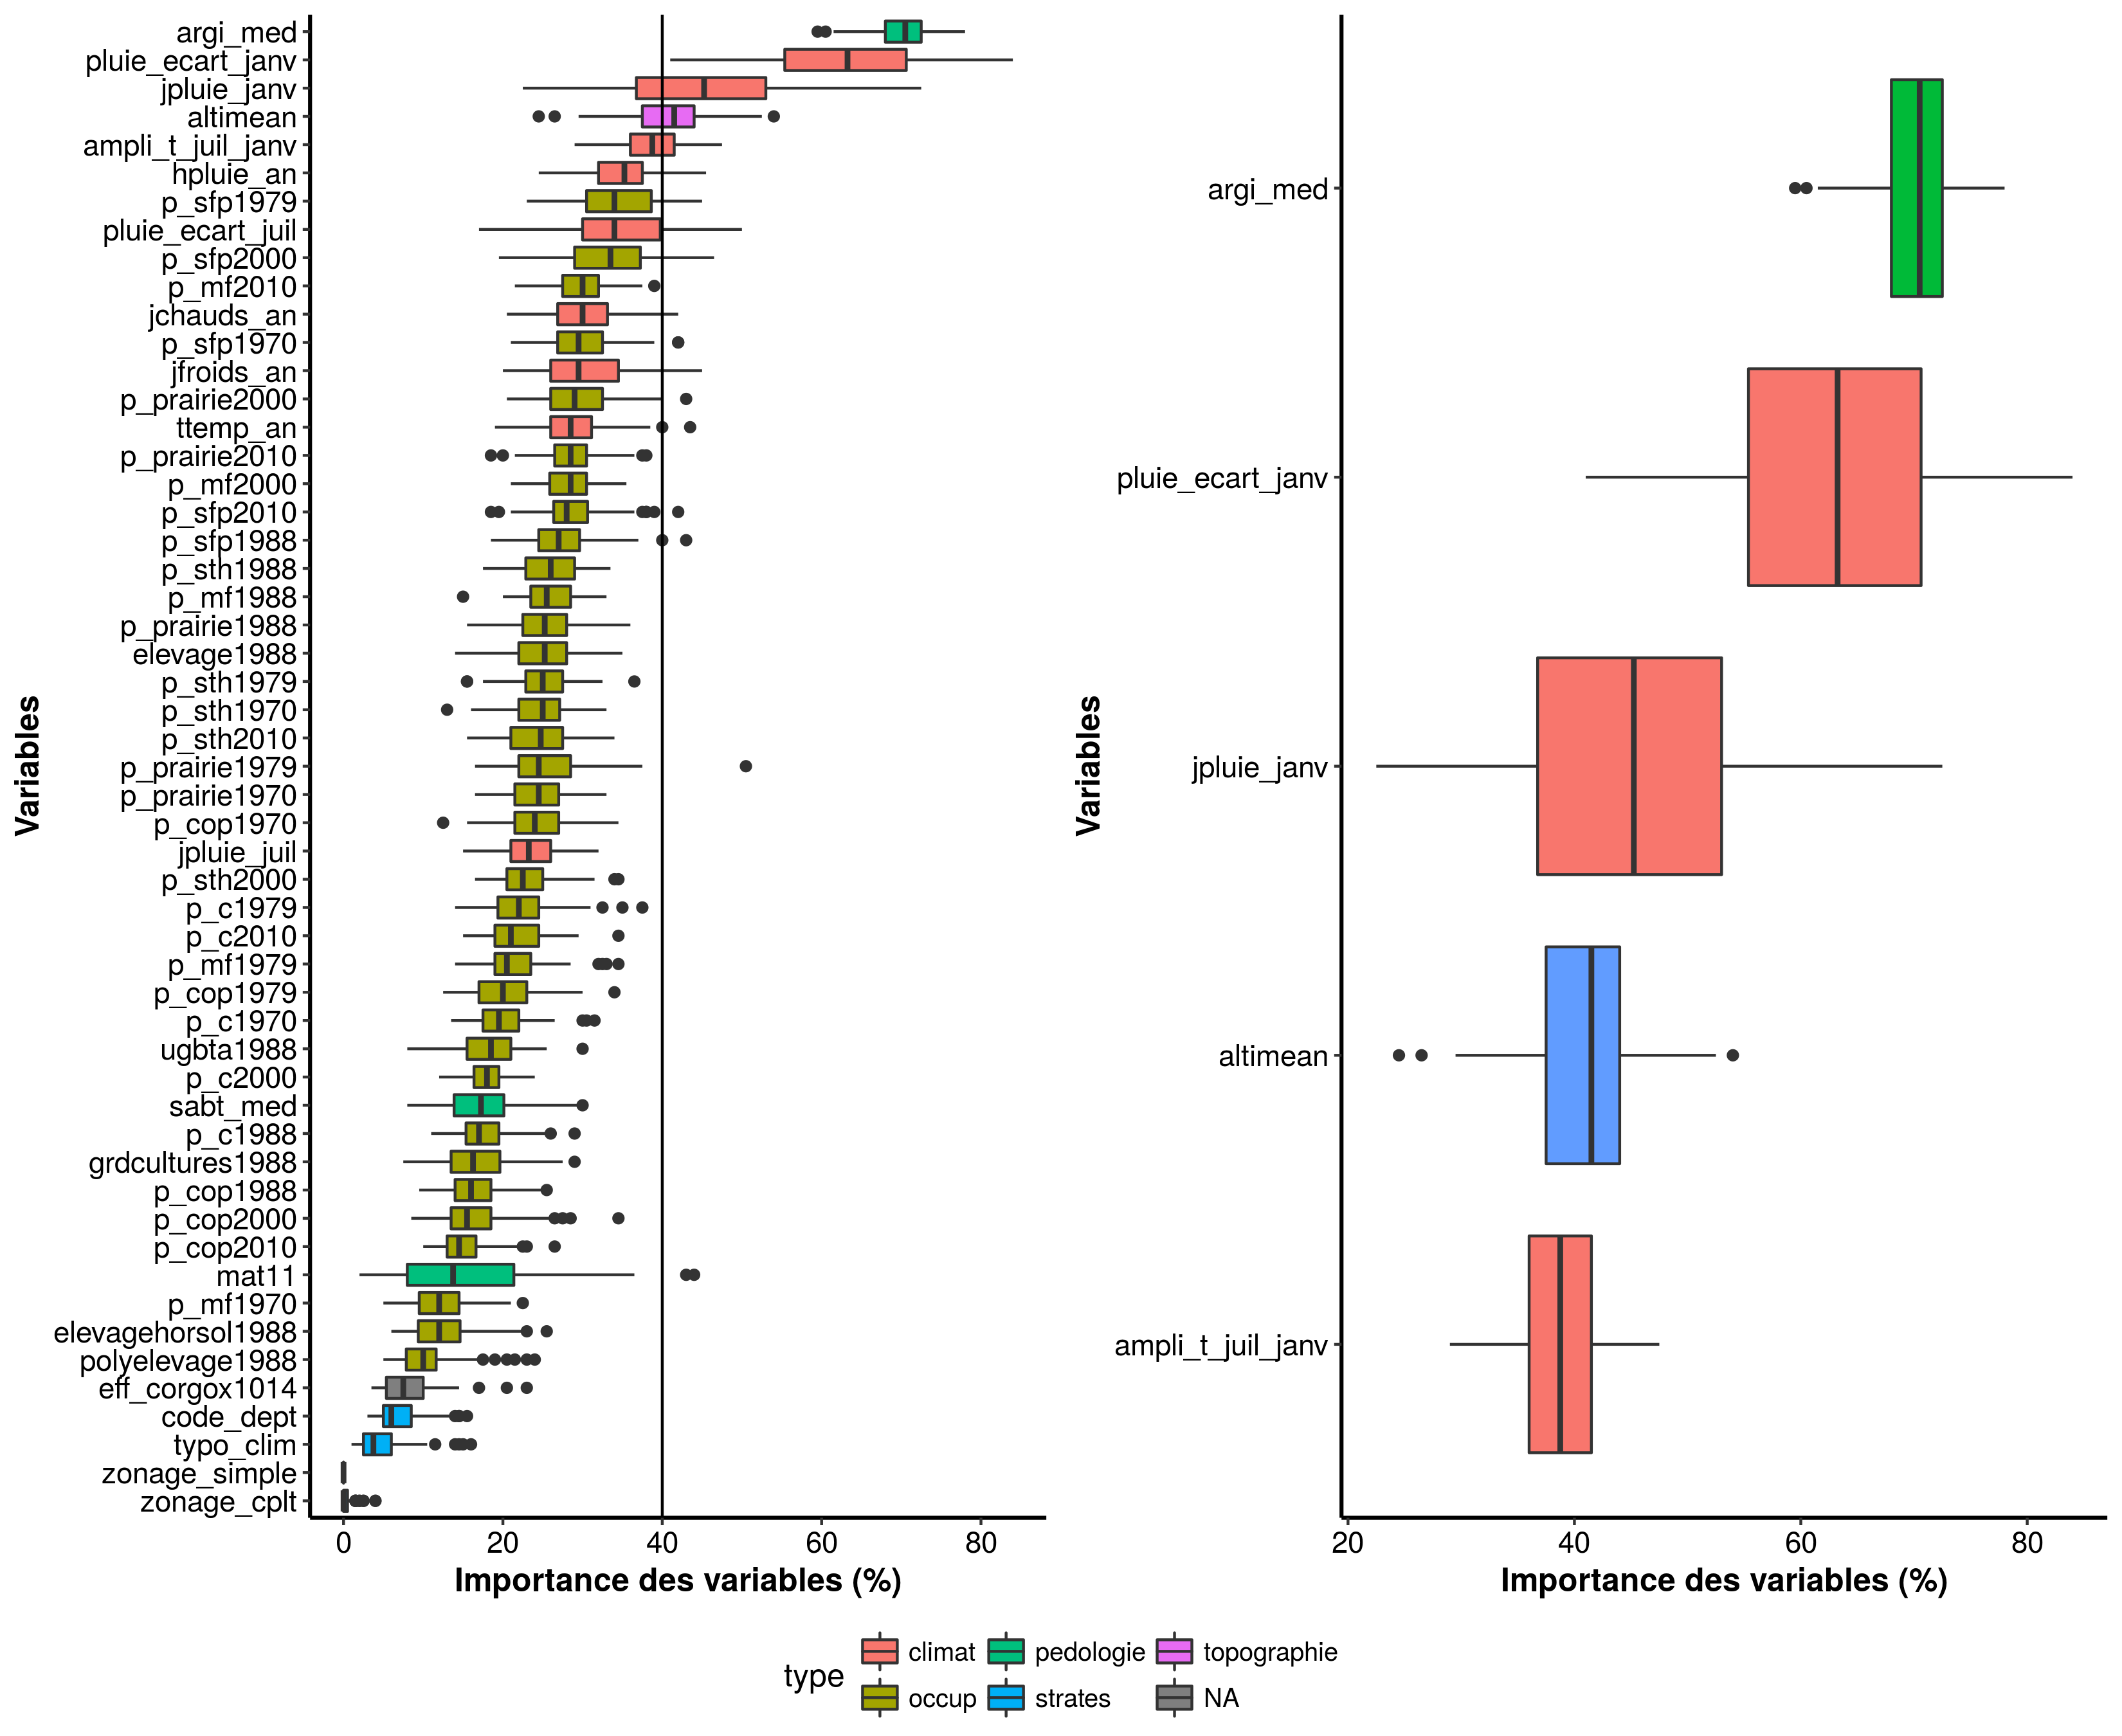 Variables
argi_med
pluie_ecart_janv
jpluie_janv
altimean
ampli_t_juil_janv
hpluie_an
p_sfp1979
pluie_ecart_juil
p_sfp2000
p_mf2010
jchauds_an
p_sfp1970
jfroids_an
p_prairie2000
ttemp_an
p_prairie2010
p_mf2000
p_sfp2010
p_sfp1988
p_sth1988
p_mf1988
p_prairie1988
elevage1988
p_sth1979
p_sth1970
p_sth2010
p_prairie1979
p_prairie1970
p_cop1970
jpluie_juil
p_sth2000
p_c1979
p_c2010
p_mf1979
p_cop1979
p_c1970
ugbta1988
p_c2000
sabt_med
p_c1988
grdcultures1988
p_cop1988
p_cop2000
p_cop2010
mat11
p_mf1970
elevagehorsol1988
polyelevage1988
eff_corgox1014
code_dept
typo_clim
zonage_simple
zonage_cplt
0 20 40 60 80
Importance des variables (%)
Variables
argi_med
pluie_ecart_janv
jpluie_janv
altimean
ampli_t_juil_janv
20 40 60 80
Importance des variables (%)
type
climat pedologie topographie
occup strates NA